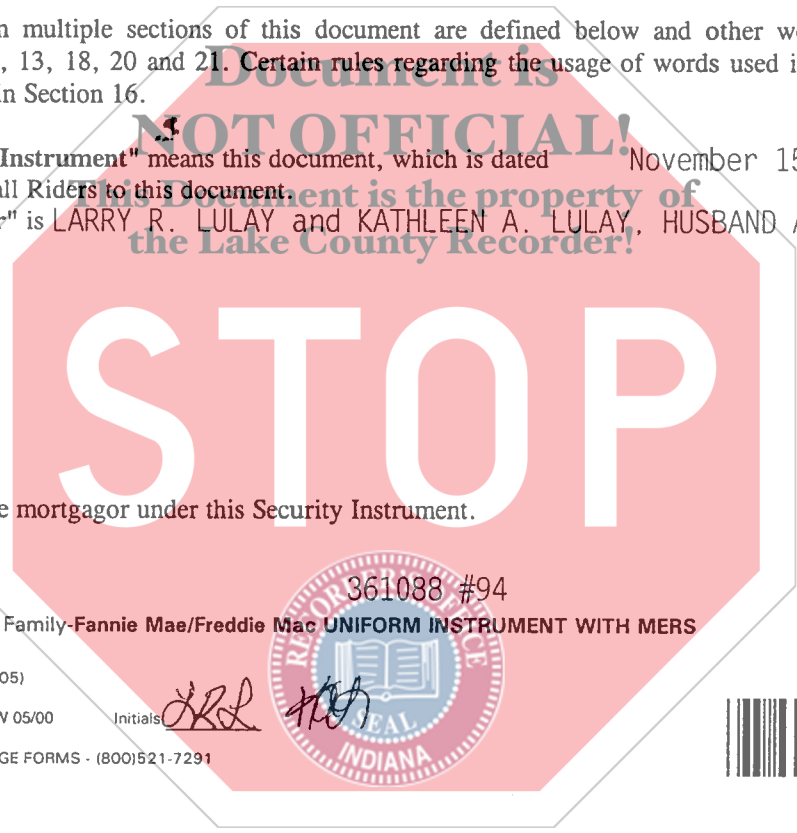 n multiple sections of this document are defined below and other w
, 13, 18, 20 and 21. Certain rules regarding the usage of words used i
in Section 16.
Document is
NOT OFFICIAL!
This Document is the property of
the Lake County Recorder!
Instrument" means this document, which is dated November 15
all Riders to this document.
" is LARRY R. LULAY and KATHLEEN A. LULAY, HUSBAND A
STOP
e mortgagor under this Security Instrument.
361088 #94
Family-Fannie Mae/Freddie Mac UNIFORM INSTRUMENT WITH MERS
05)
W 05/00 Initials LRL KAL
GE FORMS - (800)521-7291
RECORDER'S OFFICE
SEAL
INDIANA